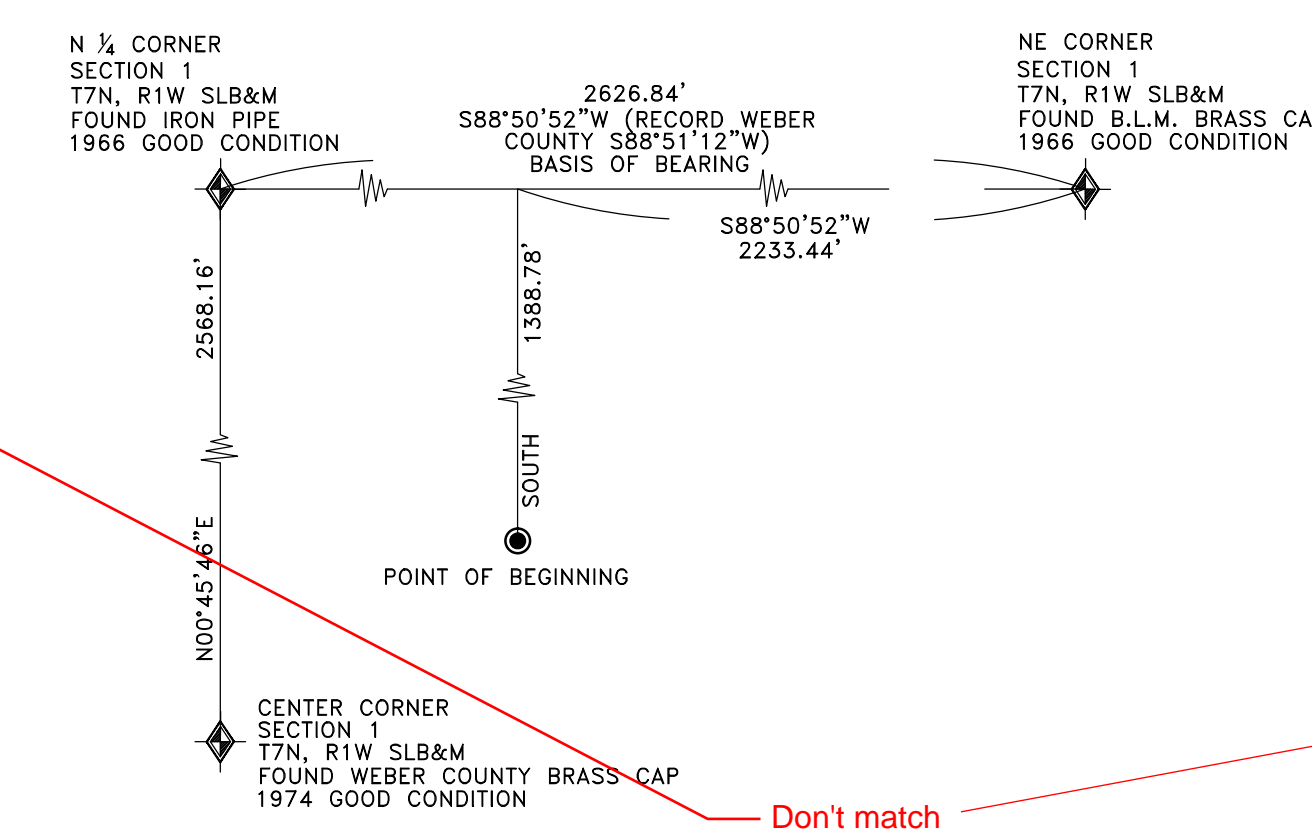 N ¼ CORNER
SECTION 1
T7N, R1W SLB&M
FOUND IRON PIPE
1966 GOOD CONDITION
2626.84'
S88°50'52"W (RECORD WEBER
COUNTY S88°51'12"W)
BASIS OF BEARING
NE CORNER
SECTION 1
T7N, R1W SLB&M
FOUND B.L.M. BRASS CA
1966 GOOD CONDITION
S88°50'52"W
2233.44'
2568.16'
N00°45'46"E
1388.78'
SOUTH
POINT OF BEGINNING
CENTER CORNER
SECTION 1
T7N, R1W SLB&M
FOUND WEBER COUNTY BRASS CAP
1974 GOOD CONDITION
Don't match